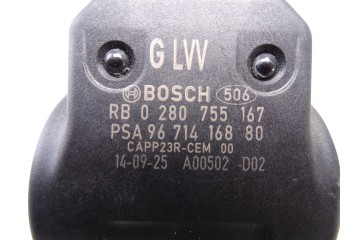 G LW
BOSCH 506
RB 0 280 755 167
PSA 96 714 168 80
CAPP23R-CEM 00
14-09-25 A00502 -D02